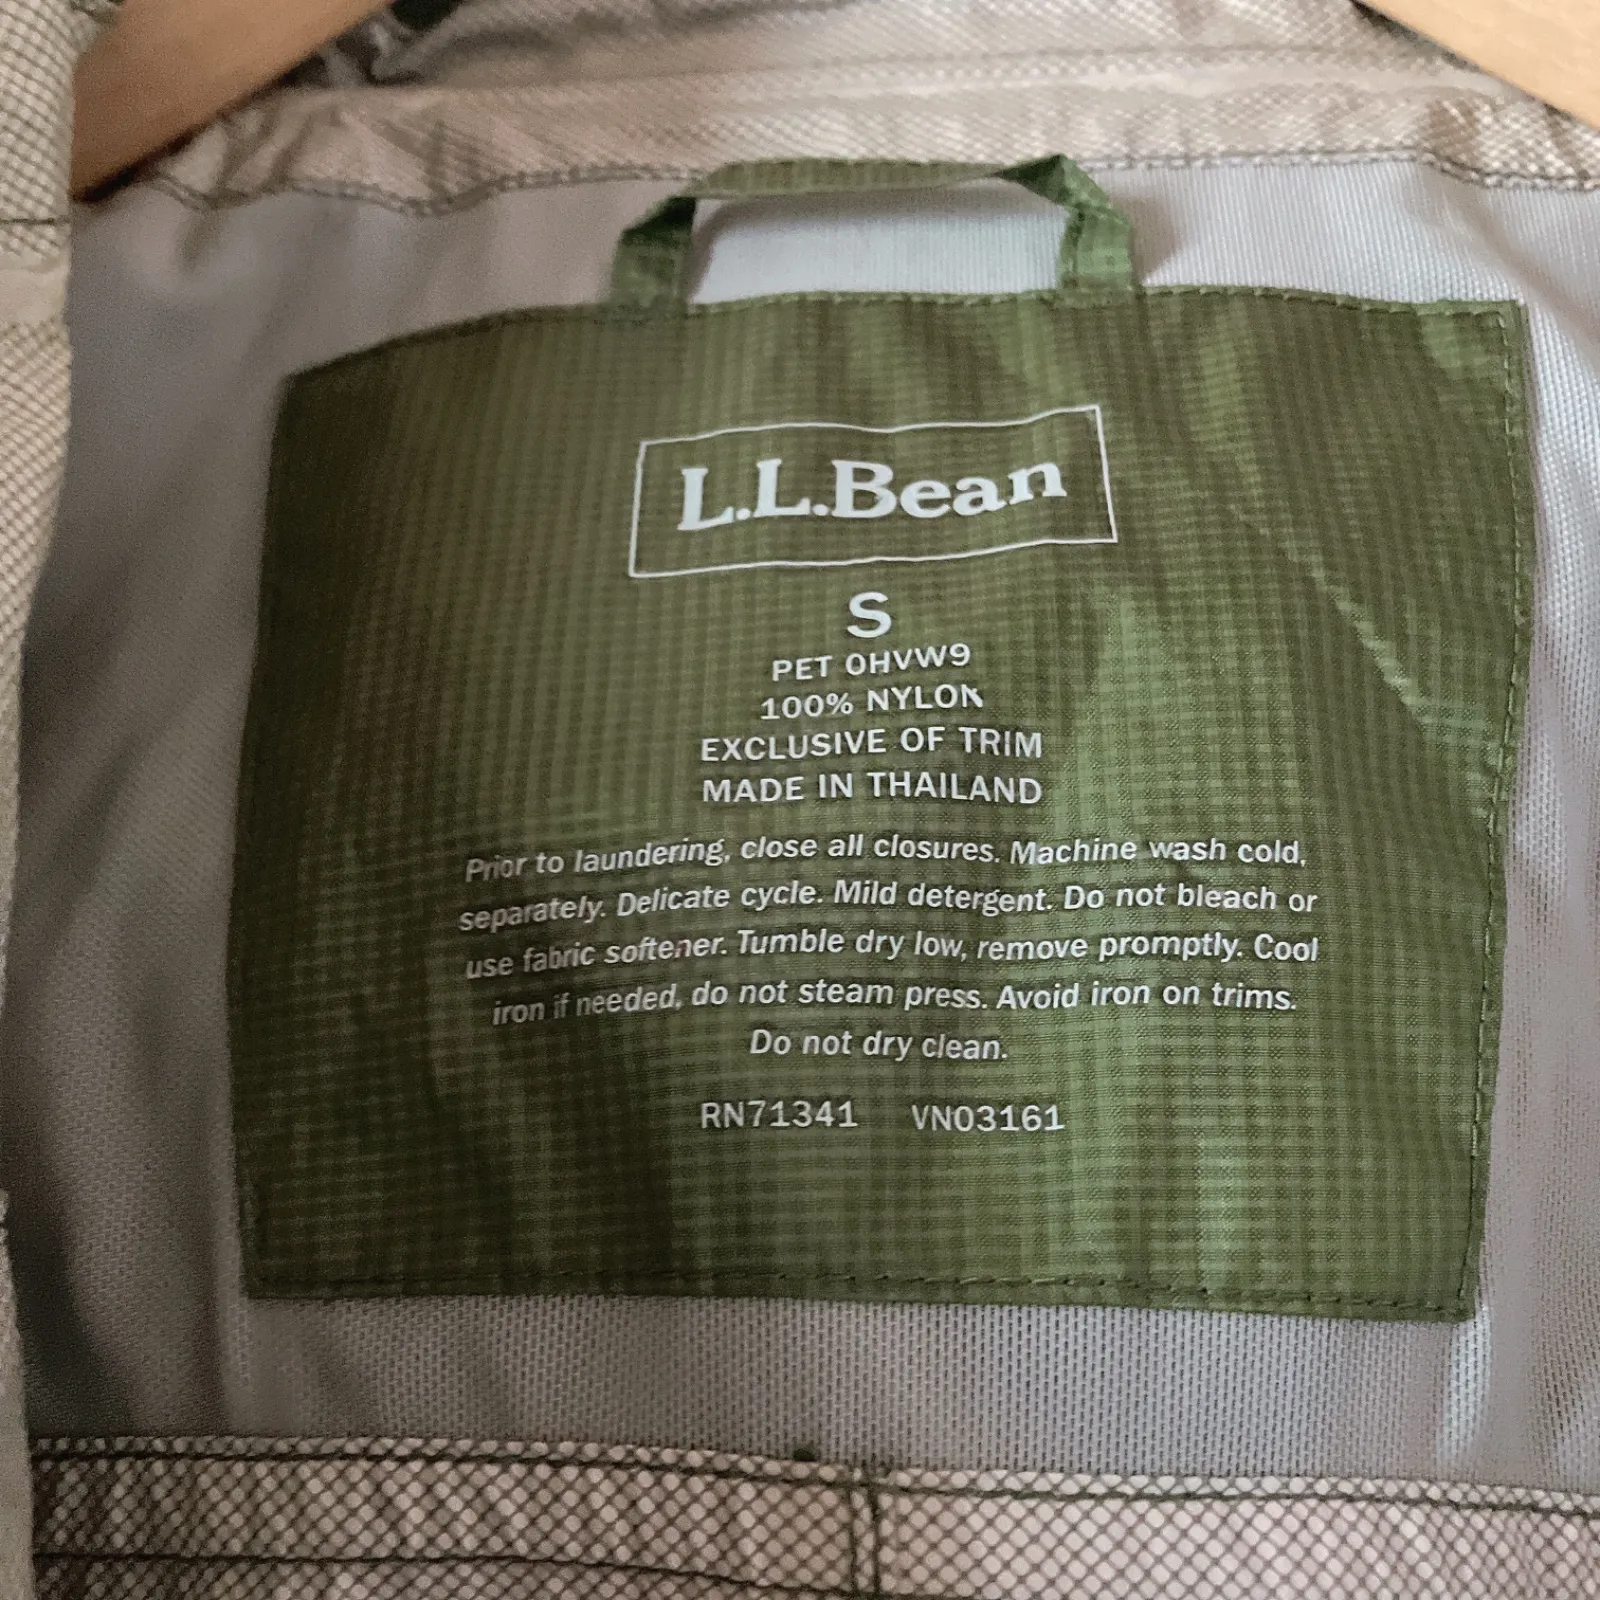 L.L.Bean
S
PET 0HVW9
100% NYLON
EXCLUSIVE OF TRIM
MADE IN THAILAND
Prior to laundering, close all closures. Machine wash cold,
separately. Delicate cycle. Mild detergent. Do not bleach or
use fabric softener. Tumble dry low, remove promptly. Cool
iron if needed, do not steam press. Avoid iron on trims.
Do not dry clean.
RN71341 VN03161